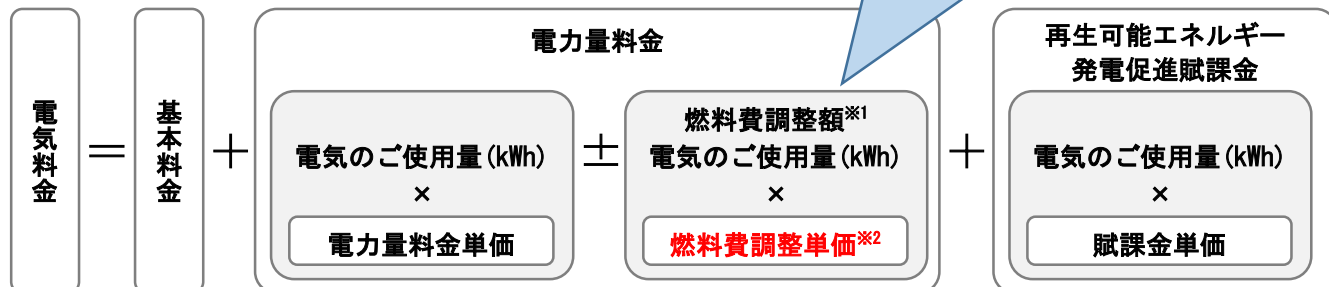 電気料金
＝
基本料金
＋
電力量料金
電気のご使用量(kWh)
×
電力量料金単価
±
燃料費調整額※1
電気のご使用量(kWh)
×
燃料費調整単価※2
＋
再生可能エネルギー
発電促進賦課金
電気のご使用量(kWh)
×
賦課金単価